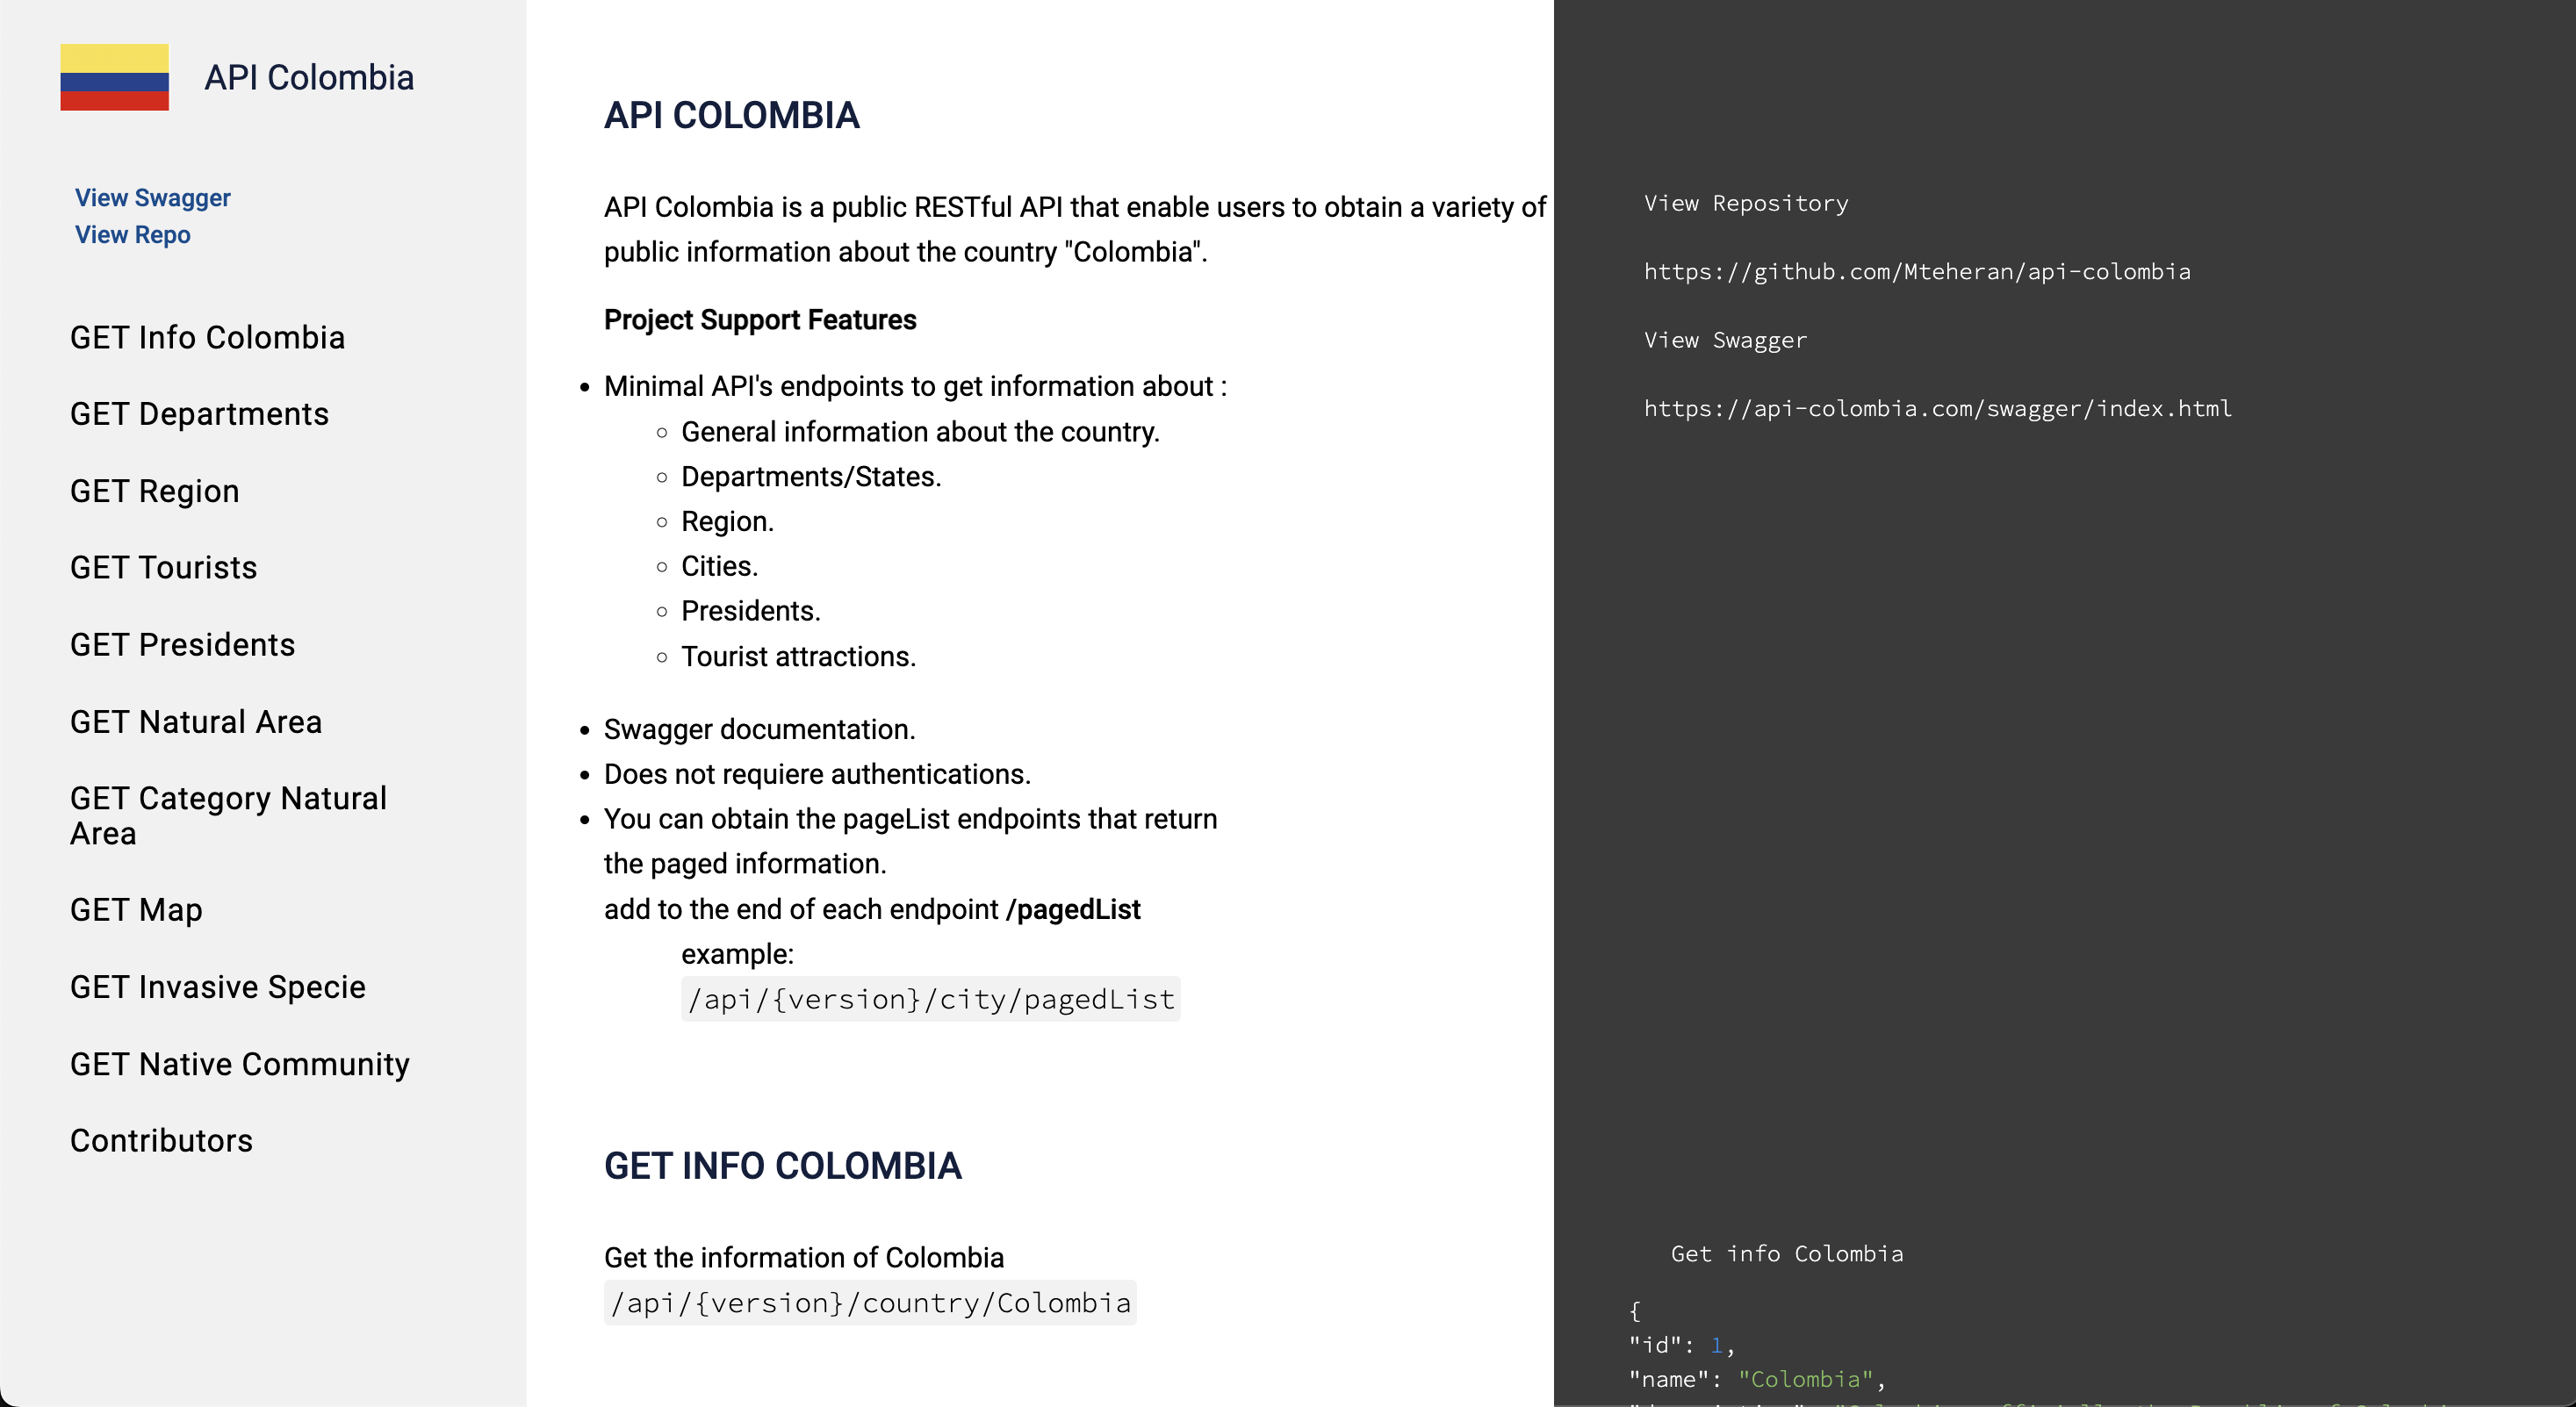 API Colombia
View Swagger
View Repo
GET Info Colombia
GET Departments
GET Region
GET Tourists
GET Presidents
GET Natural Area
GET Category Natural
Area
GET Map
GET Invasive Specie
GET Native Community
Contributors
API COLOMBIA
API Colombia is a public RESTful API that enable users to obtain a variety of
public information about the country "Colombia".
Project Support Features
Minimal API's endpoints to get information about :
General information about the country.
Departments/States.
Region.
Cities.
Presidents.
Tourist attractions.
Swagger documentation.
Does not requiere authentications.
You can obtain the pageList endpoints that return
the paged information.
add to the end of each endpoint /pagedList
example:
/api/{version}/city/pagedList
GET INFO COLOMBIA
Get the information of Colombia
/api/{version}/country/Colombia
View Repository
https://github.com/Mteheran/api-colombia
View Swagger
https://api-colombia.com/swagger/index.html
Get info Colombia
{
"id": 1,
"name": "Colombia",